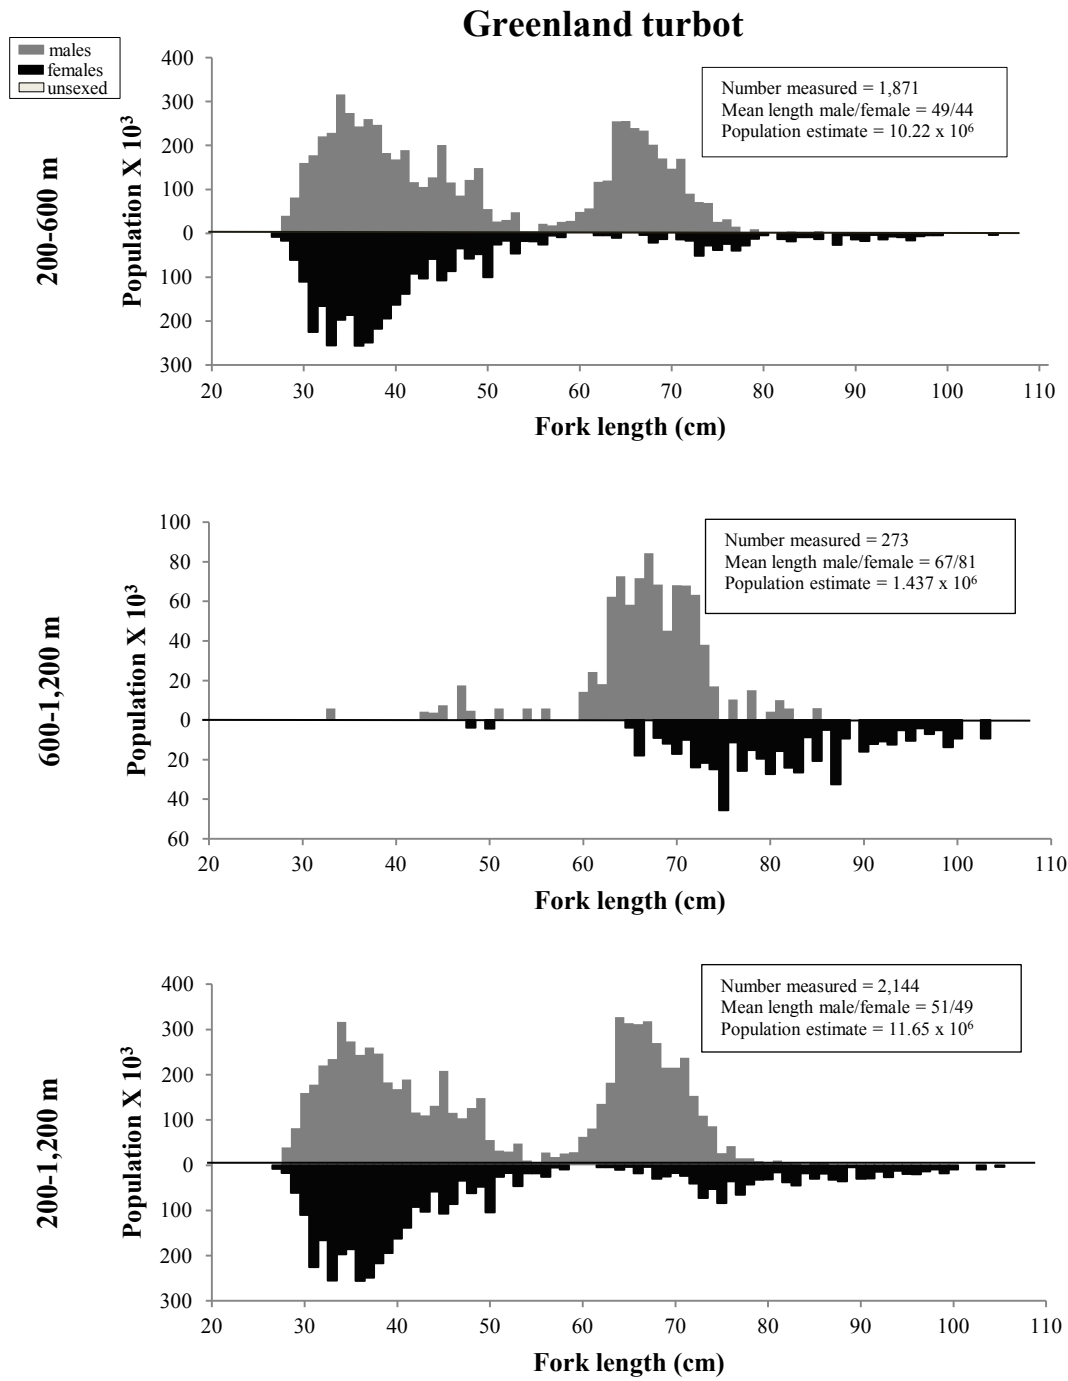 Greenland turbot
males
females
unsexed
200-600 m
Population X 10³
400
300
200
100
0
100
200
300
Number measured = 1,871
Mean length male/female = 49/44
Population estimate = 10.22 x 10⁶
20 30 40 50 60 70 80 90 100 110
Fork length (cm)
600-1,200 m
Population X 10³
100
80
60
40
20
0
20
40
60
Number measured = 273
Mean length male/female = 67/81
Population estimate = 1.437 x 10⁶
20 30 40 50 60 70 80 90 100 110
Fork length (cm)
200-1,200 m
Population X 10³
400
300
200
100
0
100
200
300
Number measured = 2,144
Mean length male/female = 51/49
Population estimate = 11.65 x 10⁶
20 30 40 50 60 70 80 90 100 110
Fork length (cm)